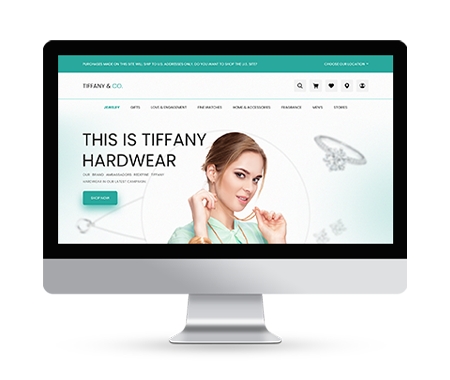 PURCHASES MADE ON THIS SITE WILL SHIP TO U.S. ADDRESSES ONLY. DO YOU WANT TO SHOP THE U.S. SITE?
CHOOSE OUR LOCATION
TIFFANY & CO.
JEWELRY GIFTS LOVE & ENGAGEMENT FINE WATCHES HOME & ACCESSORIES FRAGRANCE MEN'S STORIES
THIS IS TIFFANY
HARDWEAR
OUR BRAND AMBASSADORS REDEFINE TIFFANY
HARDWEAR IN OUR LATEST CAMPAIGN.
SHOP NOW